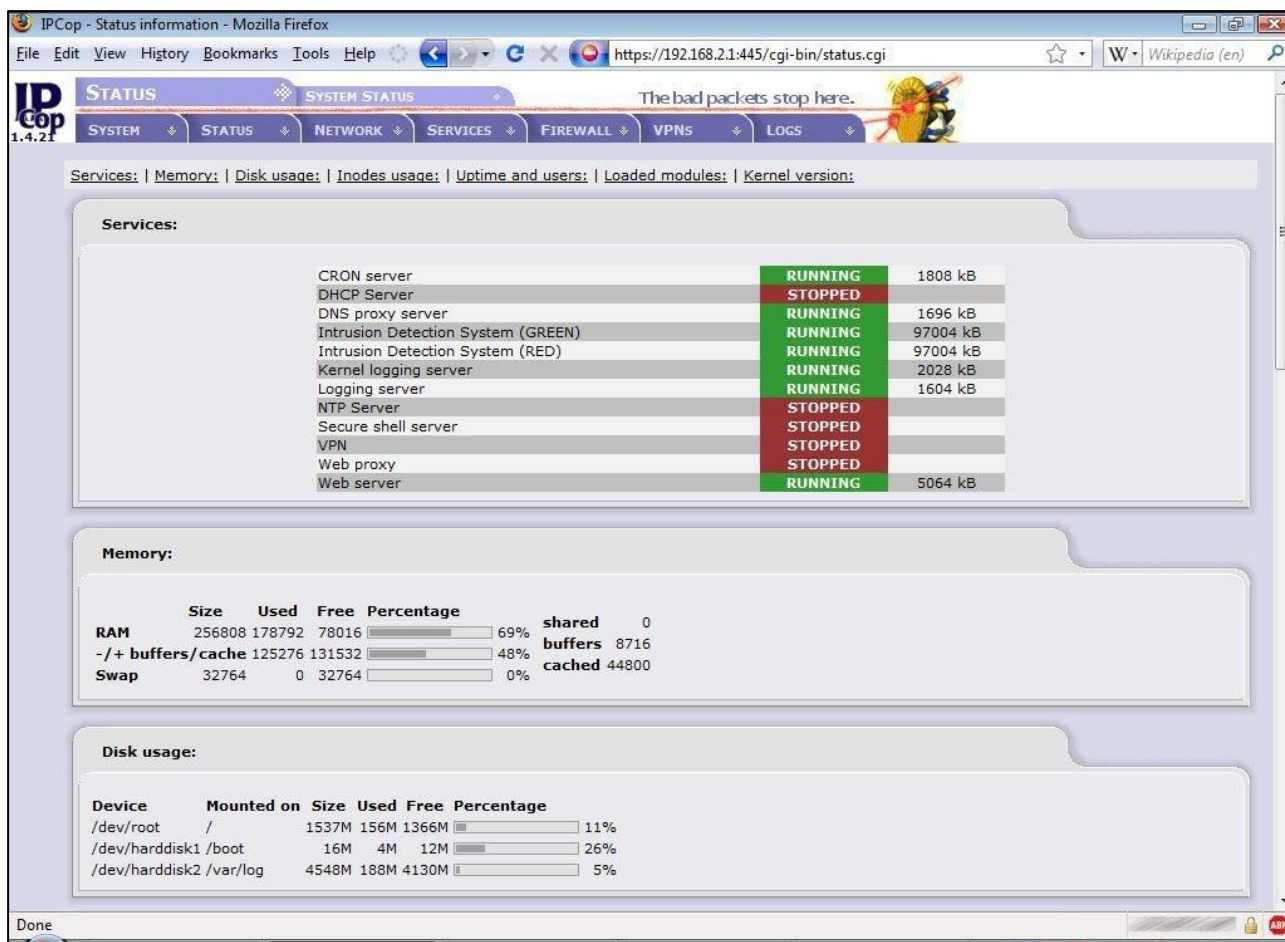 IPCop - Status information - Mozilla Firefox
File Edit View History Bookmarks Tools Help https://192.168.2.1:445/cgi-bin/status.cgi W Wikipedia (en)
IP Cop 1.4.21
STATUS SYSTEM STATUS The bad packets stop here.
SYSTEM STATUS NETWORK SERVICES FIREWALL VPNS LOGS
Services: | Memory: | Disk usage: | Inodes usage: | Uptime and users: | Loaded modules: | Kernel version:
Services:
CRON server RUNNING 1808 kB
DHCP Server STOPPED
DNS proxy server RUNNING 1696 kB
Intrusion Detection System (GREEN) RUNNING 97004 kB
Intrusion Detection System (RED) RUNNING 97004 kB
Kernel logging server RUNNING 2028 kB
Logging server RUNNING 1604 kB
NTP Server STOPPED
Secure shell server STOPPED
VPN STOPPED
Web proxy STOPPED
Web server RUNNING 5064 kB
Memory:
Size Used Free Percentage
RAM 256808 178792 78016 69%
-/+ buffers/cache 125276 131532 48%
Swap 32764 0 32764 0%
shared 0
buffers 8716
cached 44800
Disk usage:
Device Mounted on Size Used Free Percentage
/dev/root / 1537M 156M 1366M 11%
/dev/harddisk1 /boot 16M 4M 12M 26%
/dev/harddisk2 /var/log 4548M 188M 4130M 5%
Done ABP